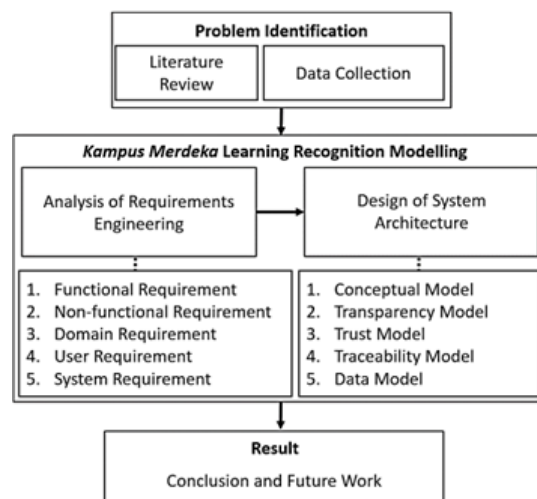 Problem Identification
Literature
Review
Data Collection
Kampus Merdeka Learning Recognition Modelling
Analysis of Requirements
Engineering
Design of System
Architecture
1. Functional Requirement
2. Non-functional Requirement
3. Domain Requirement
4. User Requirement
5. System Requirement
1. Conceptual Model
2. Transparency Model
3. Trust Model
4. Traceability Model
5. Data Model
Result
Conclusion and Future Work